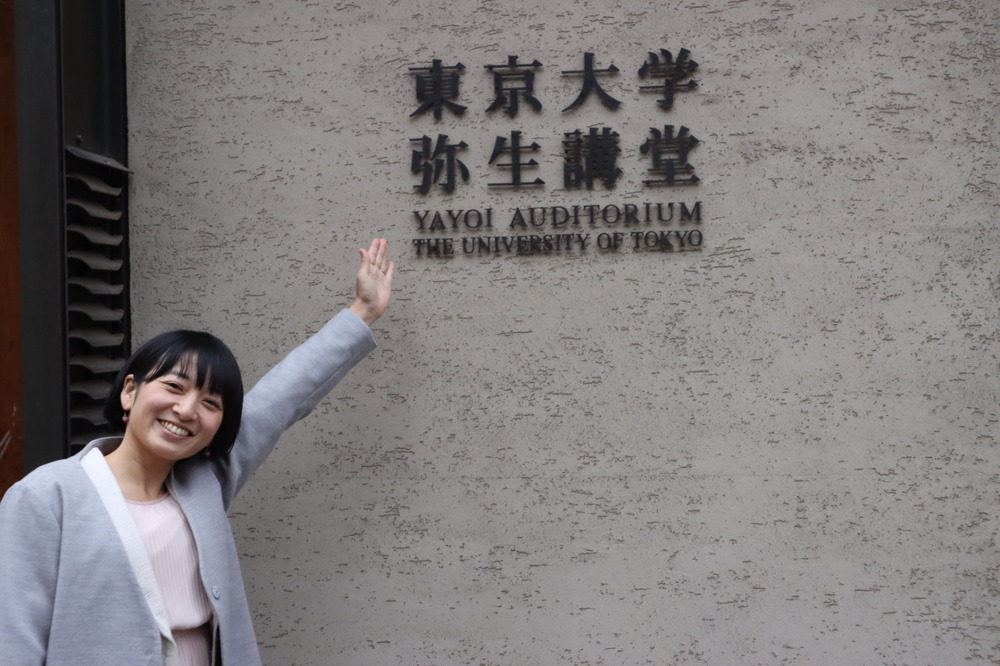 東京大学
弥生講堂
YAYOI AUDITORIUM
THE UNIVERSITY OF TOKYO